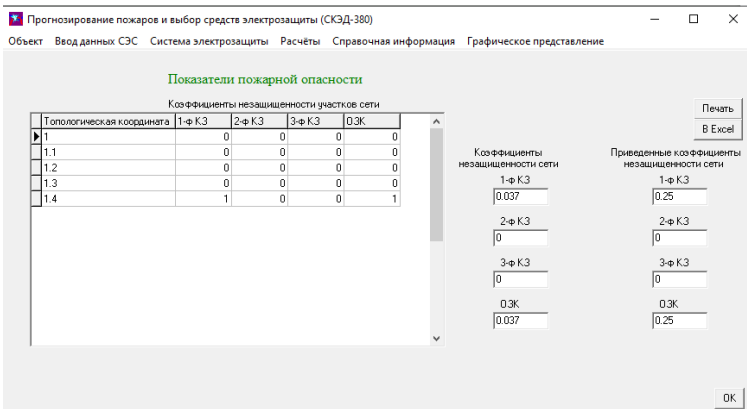 Прогнозирование пожаров и выбор средств электрозащиты (СКЭД-380)
Объект Ввод данных СЭС Система электрозащиты Расчёты Справочная информация Графическое представление
Показатели пожарной опасности
Коэффициенты незащищенности участков сети
Топологическая координата 1-ф КЗ 2-ф КЗ 3-ф КЗ ОЗК
1 0 0 0 0
1.1 0 0 0 0
1.2 0 0 0 0
1.3 0 0 0 0
1.4 1 0 0 1
Печать
В Excel
Коэффициенты
незащищенности сети
1-ф КЗ
0.037
2-ф КЗ
0
3-ф КЗ
0
ОЗК
0.037
Приведенные коэффициенты
незащищенности сети
1-ф КЗ
0.25
2-ф КЗ
0
3-ф КЗ
0
ОЗК
0.25
OK